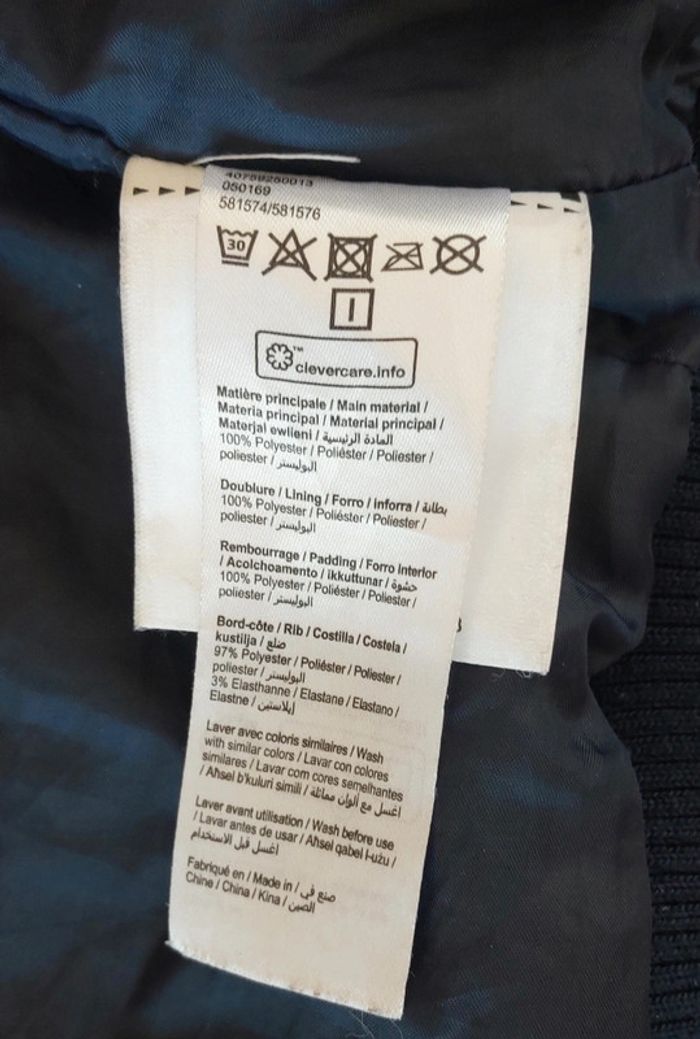 40759250013
050169
581574/581576
30
clevercare.info™
Matière principale / Main material /
Materia principal / Material principal /
Materjal ewlieni / المادة الرئيسية
100% Polyester / Poliéster / Poliester /
poliester / البوليستر
Doublure / Lining / Forro / inforra / بطانة
100% Polyester / Poliéster / Poliester /
poliester / البوليستر
Rembourrage / Padding / Forro interior
/ Acolchoamento / ikkuttunar / حشوة
100% Polyester / Poliéster / Poliester /
poliester / البوليستر
Bord-côte / Rib / Costilla / Costela /
kustilja / ضلع
97% Polyester / Poliéster / Poliester /
poliester / البوليستر
3% Elasthanne / Elastane / Elastano /
Elastne / إيلاستين
Laver avec coloris similaires / Wash
with similar colors / Lavar con colores
similares / Lavar com cores semelhantes
/ Aħsel b'kuluri simili / اغسل مع ألوان مماثلة
Laver avant utilisation / Wash before use
/ Lavar antes de usar / Aħsel qabel l-użu /
اغسل قبل الاستخدام
Fabriqué en / Made in / صنع في
Chine / China / Kina / الصين